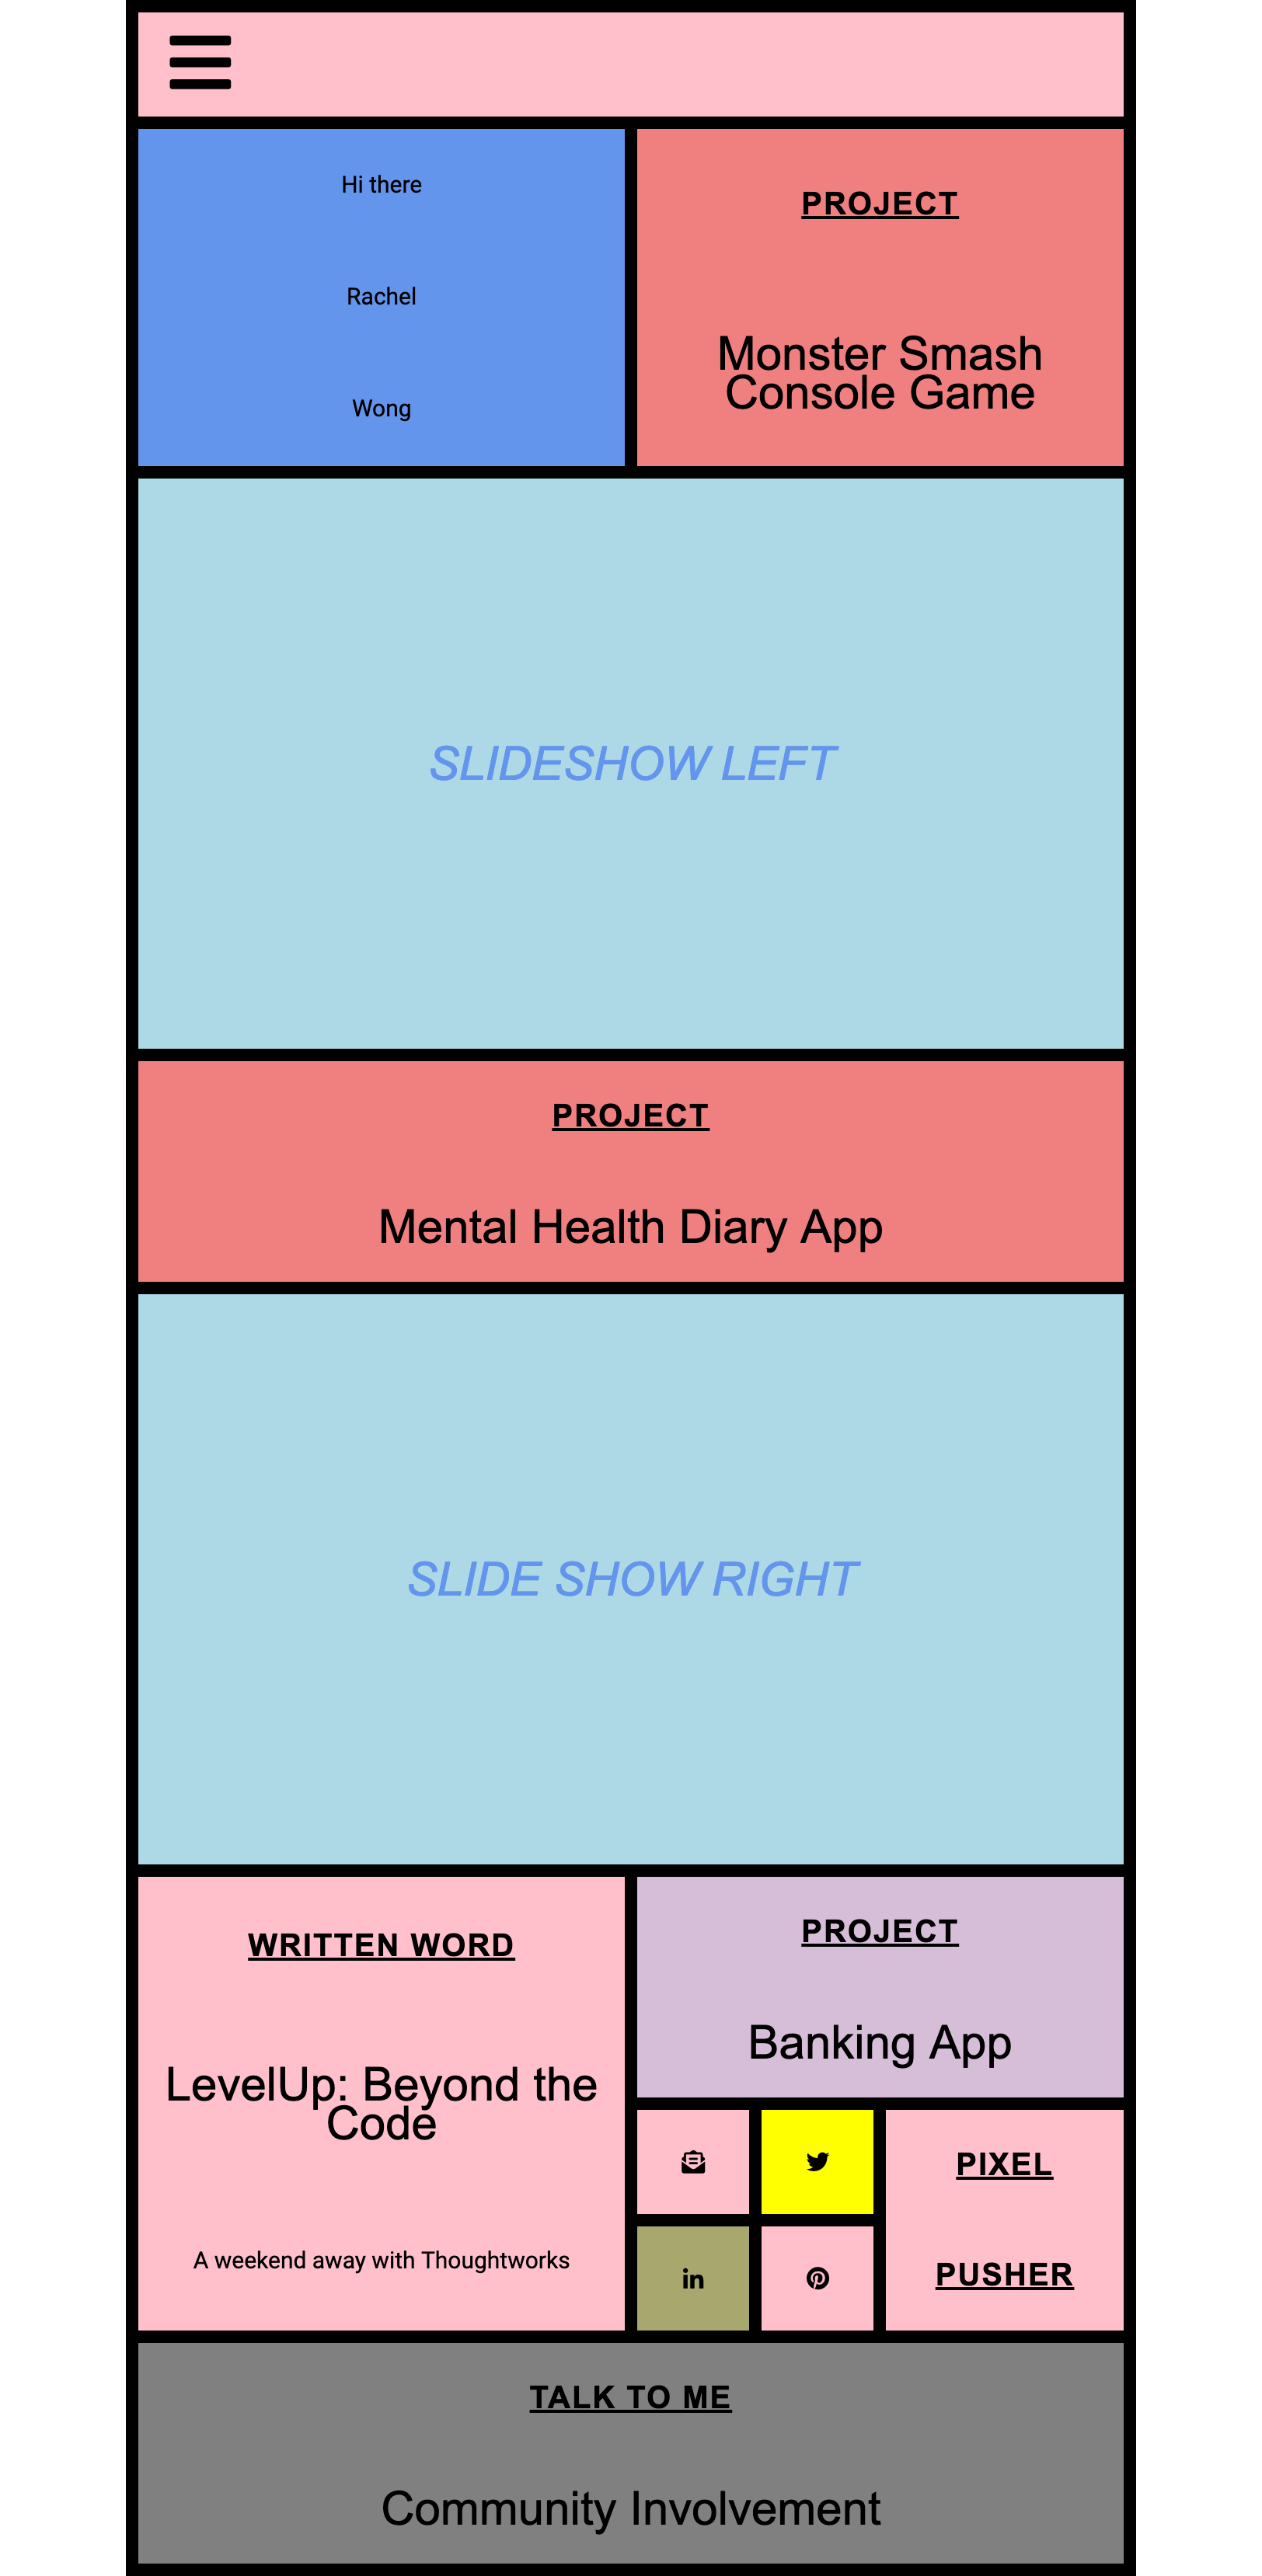 Hi there
Rachel
Wong
PROJECT
Monster Smash
Console Game
SLIDESHOW LEFT
PROJECT
Mental Health Diary App
SLIDE SHOW RIGHT
WRITTEN WORD
LevelUp: Beyond the
Code
A weekend away with Thoughtworks
PROJECT
Banking App
in
PIXEL
PUSHER
TALK TO ME
Community Involvement